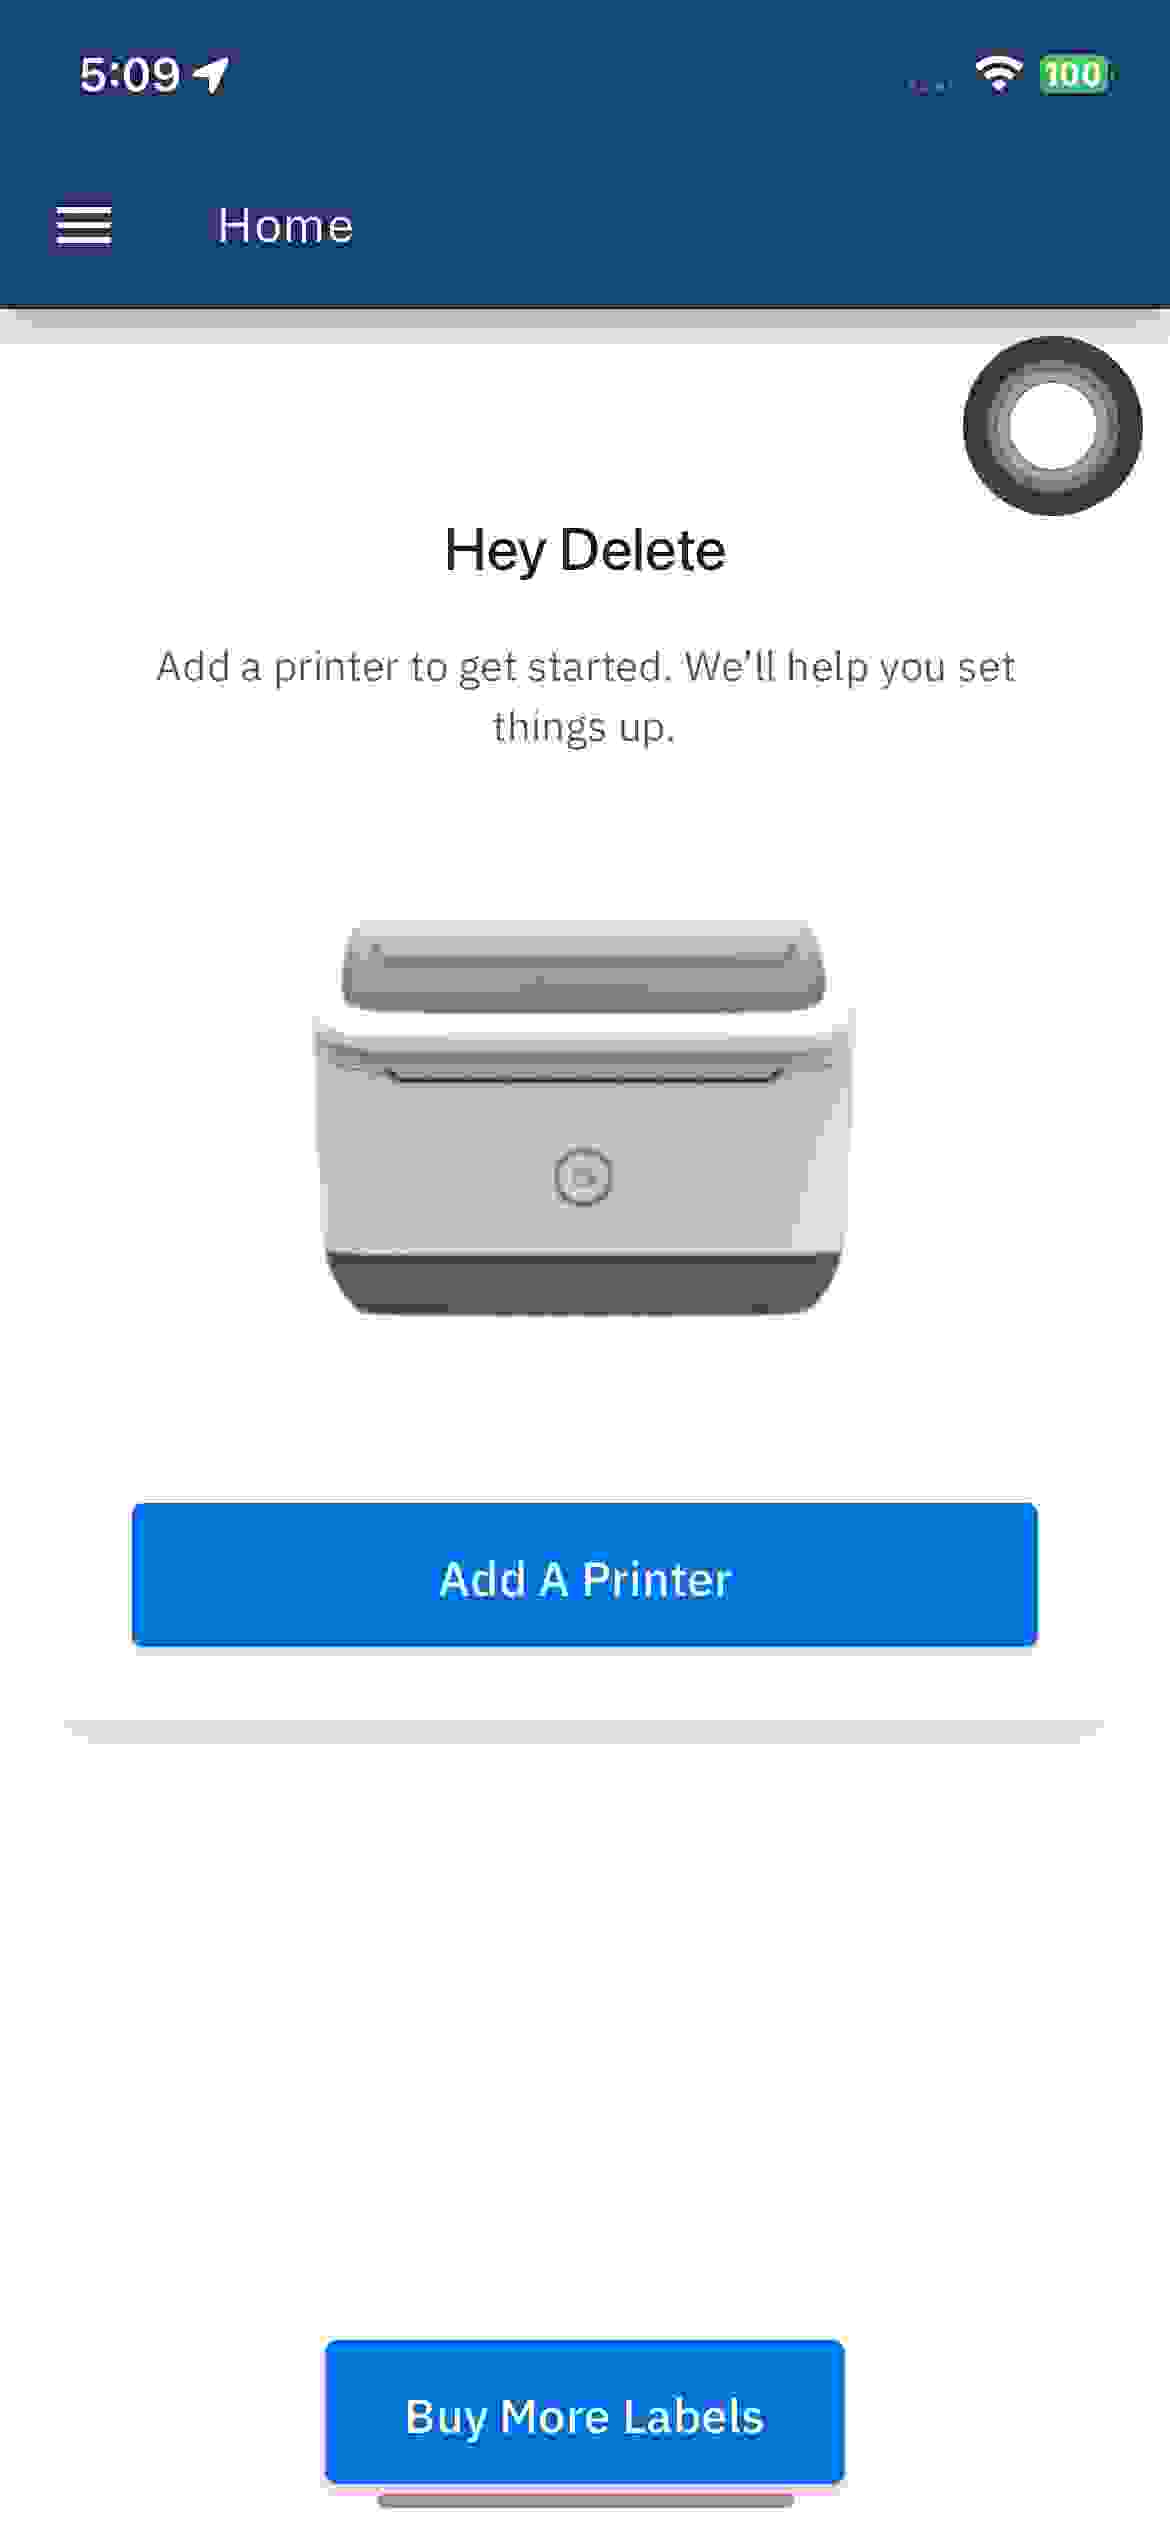 5:09
100
Home
Hey Delete
Add a printer to get started. We'll help you set
things up.
Add A Printer
Buy More Labels